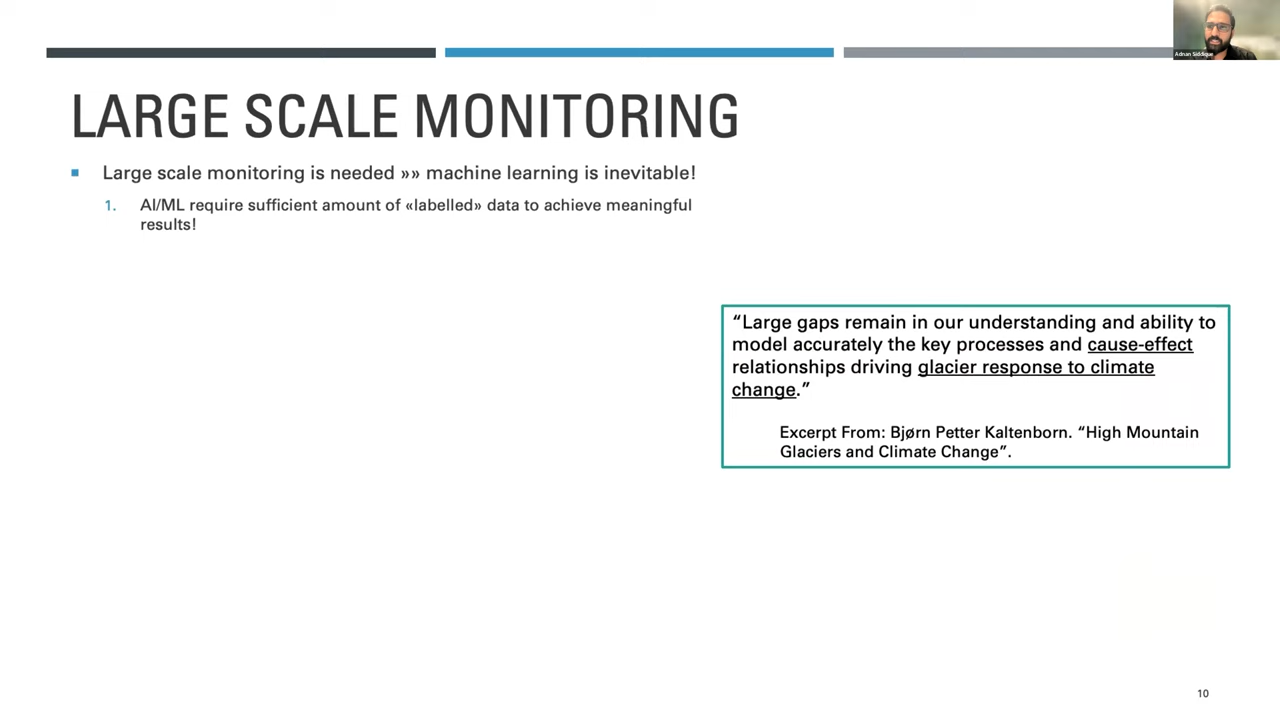 Adnan Siddique
LARGE SCALE MONITORING
Large scale monitoring is needed »» machine learning is inevitable!
1. AI/ML require sufficient amount of «labelled» data to achieve meaningful
results!
“Large gaps remain in our understanding and ability to
model accurately the key processes and cause-effect
relationships driving glacier response to climate
change.”
Excerpt From: Bjørn Petter Kaltenborn. “High Mountain
Glaciers and Climate Change”.
10